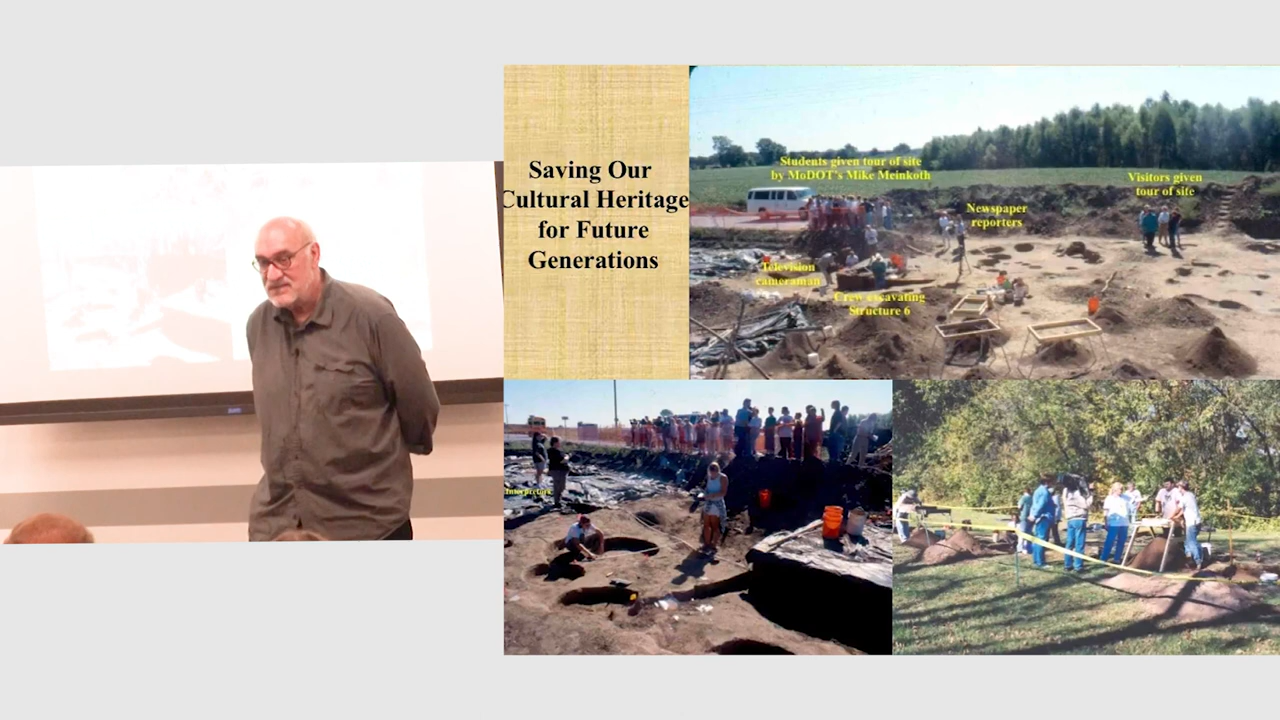 Saving Our
Cultural Heritage
for Future
Generations
Students given tour of site
by MoDOT's Mike Meinkoth
Visitors given
tour of site
Newspaper
reporters
Television
cameraman
Crew excavating
Structure 6
Interpretors